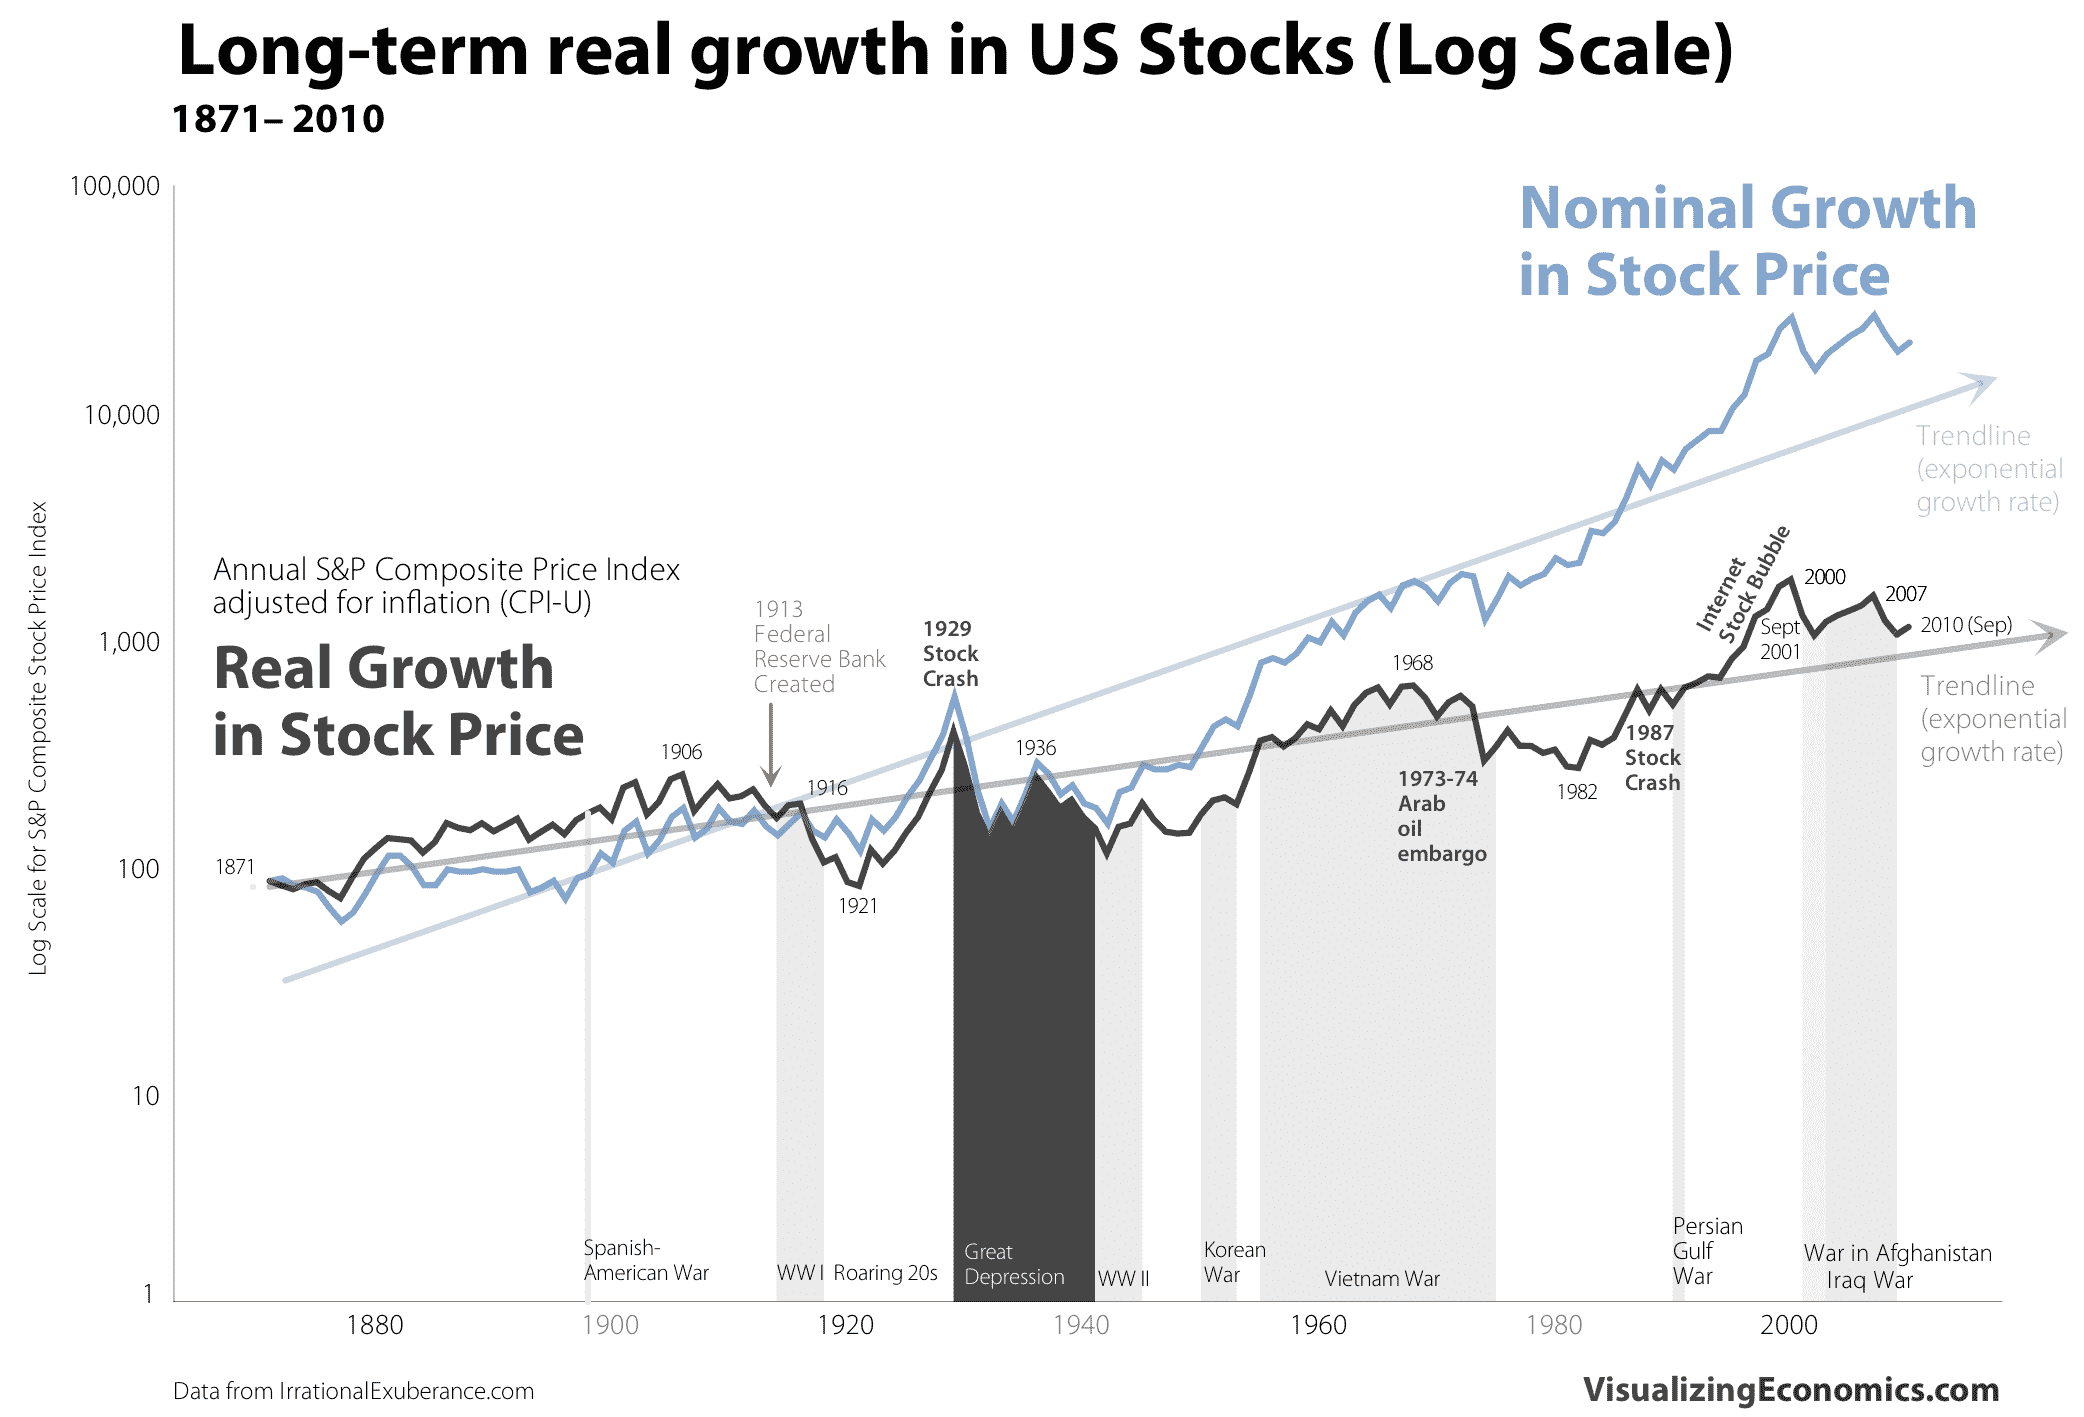 Long-term real growth in US Stocks (Log Scale)
1871– 2010
100,000
10,000
1,000
100
10
1
Log Scale for S&P Composite Stock Price Index
Nominal Growth
in Stock Price
Trendline
(exponential
growth rate)
Annual S&P Composite Price Index
adjusted for inflation (CPI-U)
Real Growth
in Stock Price
1871
1906
1913
Federal
Reserve Bank
Created
1916
1921
1929
Stock
Crash
1936
1968
1973-74
Arab
oil
embargo
1982
1987
Stock
Crash
Internet
Stock Bubble
Sept
2001
2000
2007
2010 (Sep)
Trendline
(exponential
growth rate)
Spanish-
American War
WW I
Roaring 20s
Great
Depression
WW II
Korean
War
Vietnam War
Persian
Gulf
War
War in Afghanistan
Iraq War
1880
1900
1920
1940
1960
1980
2000
Data from IrrationalExuberance.com
VisualizingEconomics.com